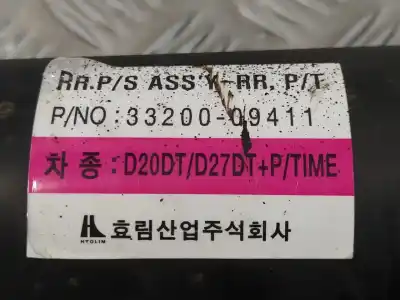 RR.P/S ASS'Y-RR, P/T
P/NO : 33200-09411
차 종 : D20DT/D27DT+P/TIME
HYOLIM
효림산업주식회사